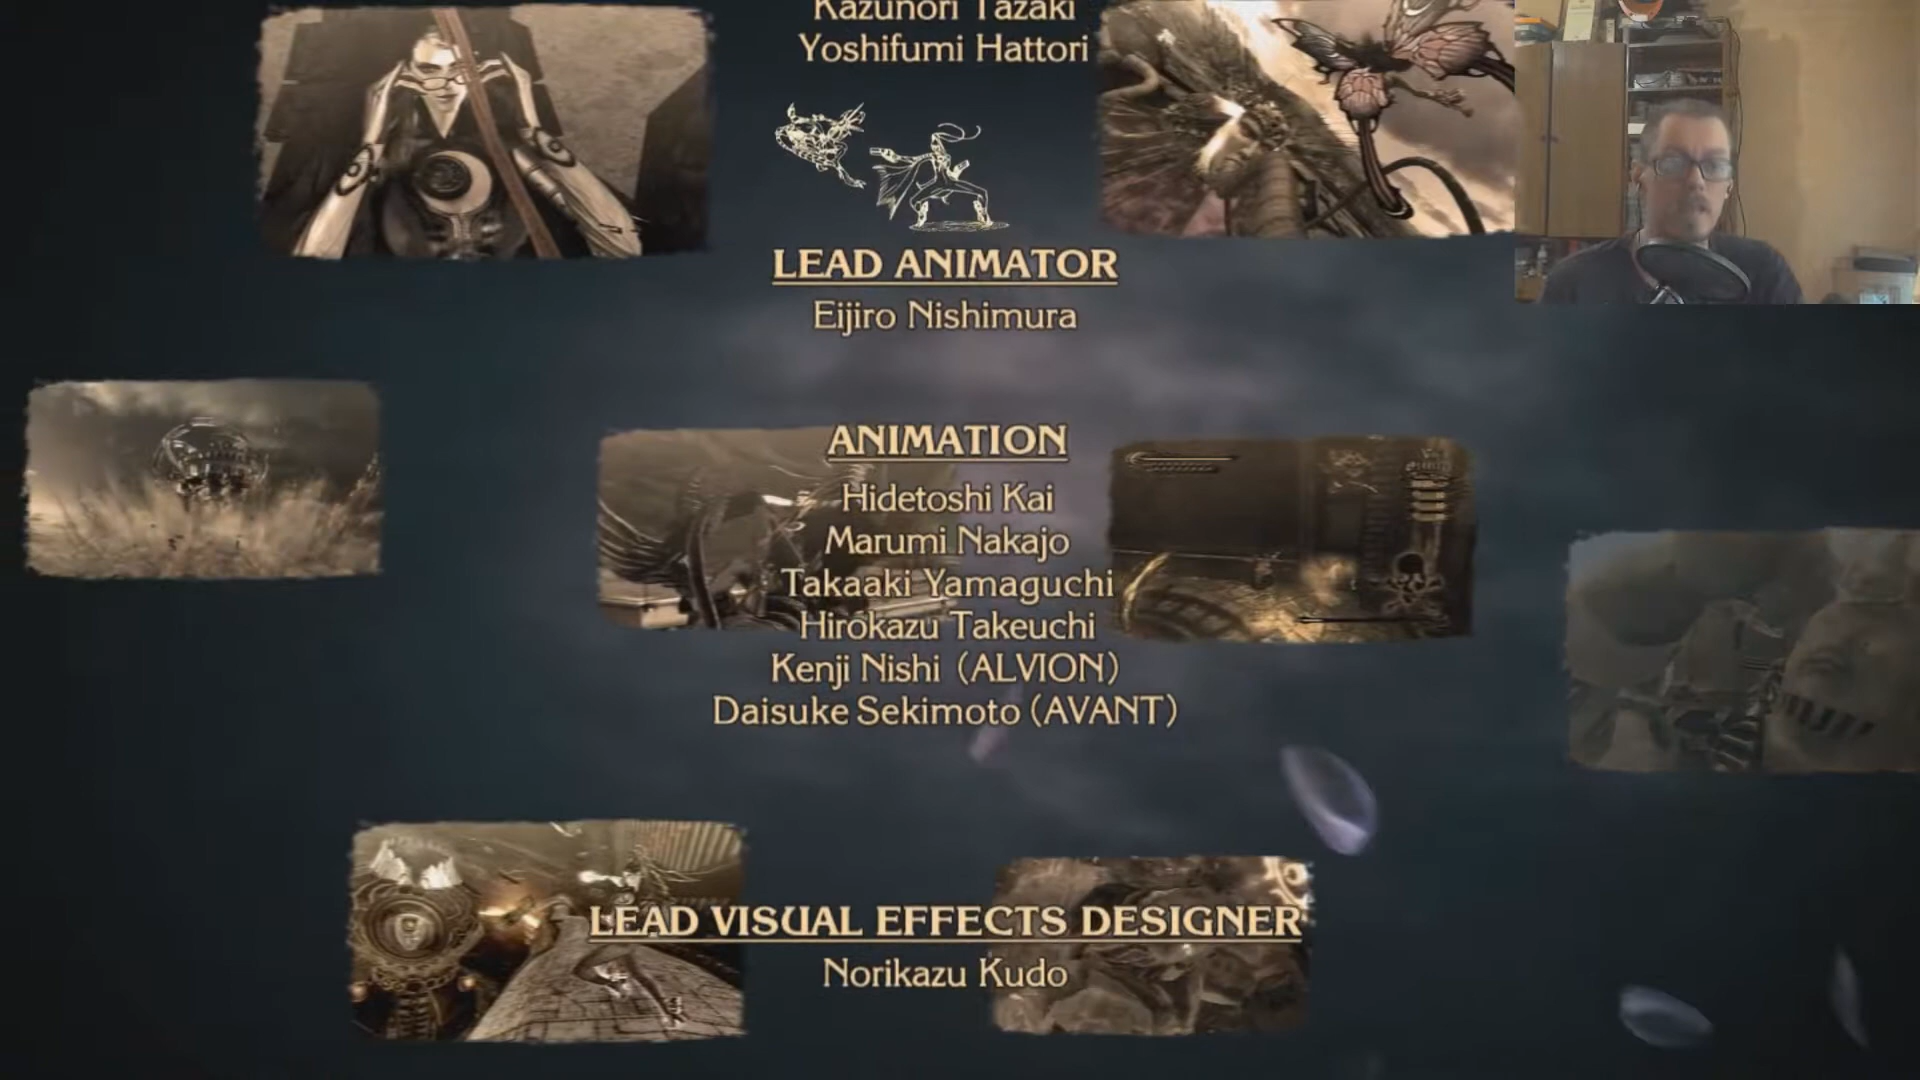 Kazunori Tazaki
Yoshifumi Hattori
LEAD ANIMATOR
Eijiro Nishimura
ANIMATION
Hidetoshi Kai
Marumi Nakajo
Takaaki Yamaguchi
Hirokazu Takeuchi
Kenji Nishi (ALVION)
Daisuke Sekimoto (AVANT)
LEAD VISUAL EFFECTS DESIGNER
Norikazu Kudo